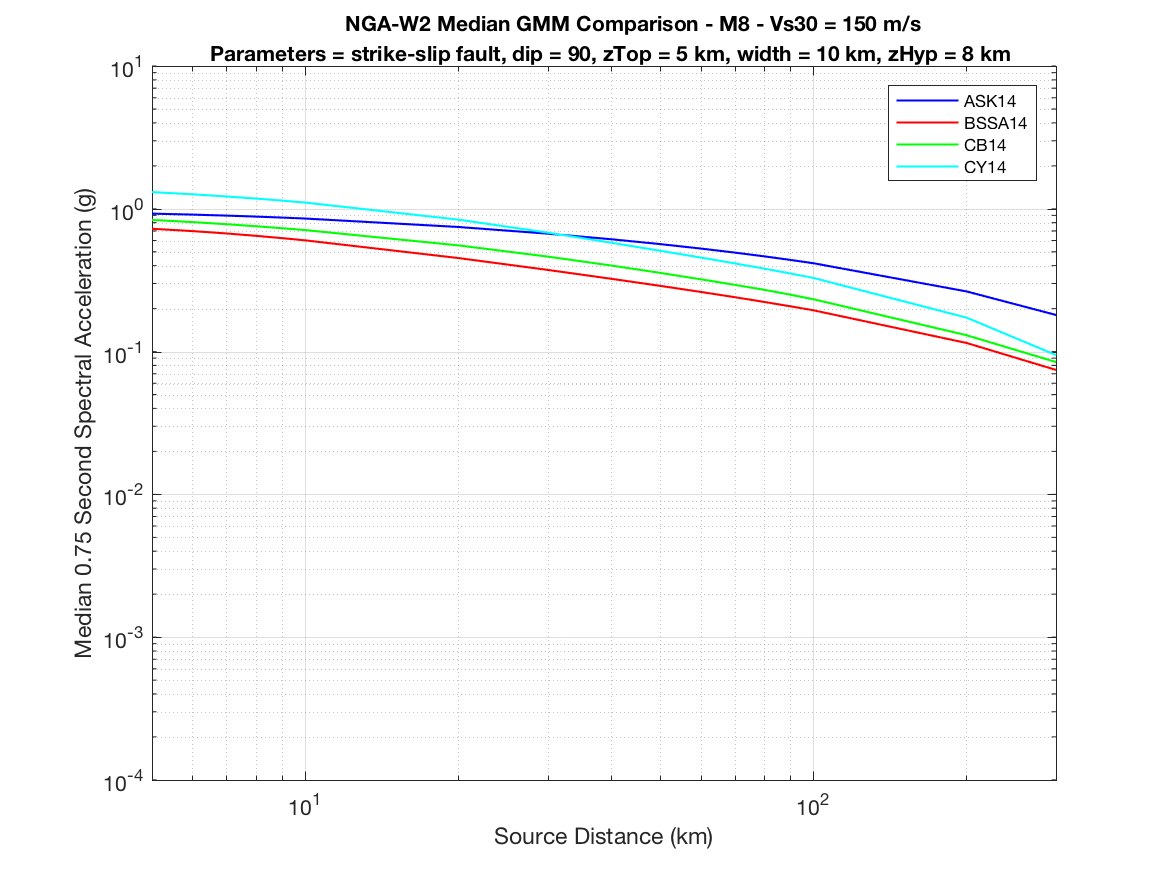 NGA-W2 Median GMM Comparison - M8 - Vs30 = 150 m/s
Parameters = strike-slip fault, dip = 90, zTop = 5 km, width = 10 km, zHyp = 8 km
ASK14
BSSA14
CB14
CY14
10^1
10^0
10^-1
10^-2
10^-3
10^-4
Median 0.75 Second Spectral Acceleration (g)
10^1 10^2
Source Distance (km)